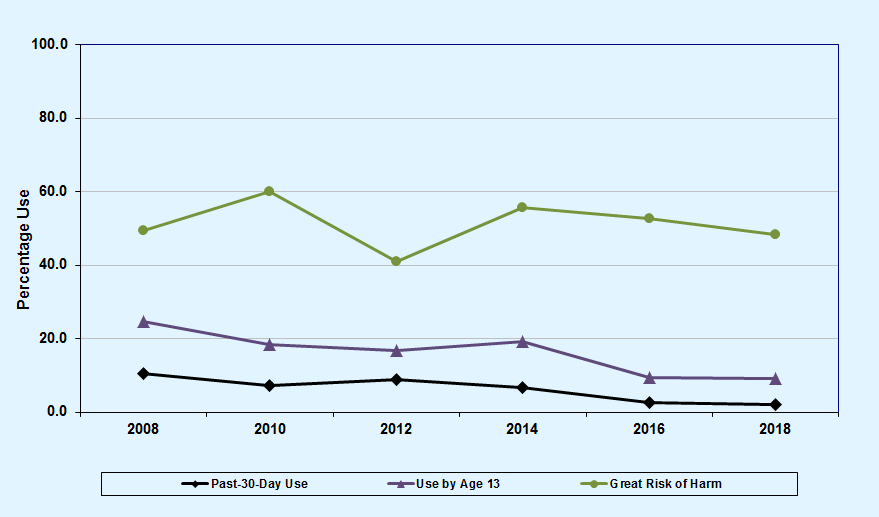 100.0
80.0
60.0
40.0
20.0
0.0
Percentage Use
2008 2010 2012 2014 2016 2018
Past-30-Day Use Use by Age 13 Great Risk of Harm